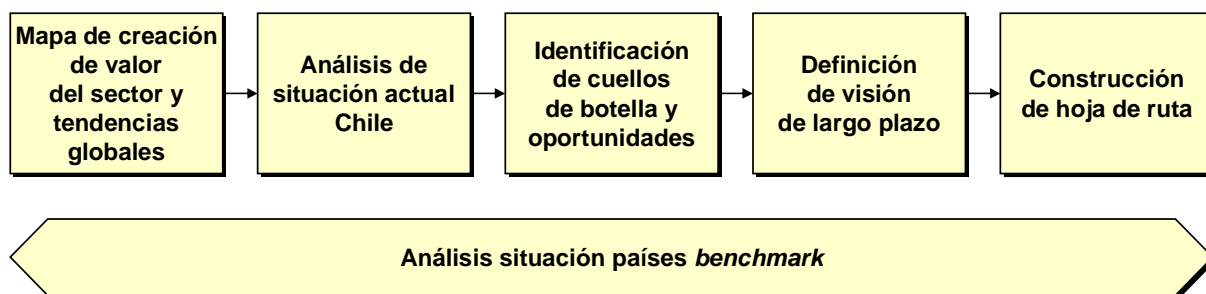 Mapa de creación
de valor
del sector y
tendencias
globales
Análisis de
situación actual
Chile
Identificación
de cuellos
de botella y
oportunidades
Definición
de visión
de largo plazo
Construcción
de hoja de ruta
Análisis situación países benchmark